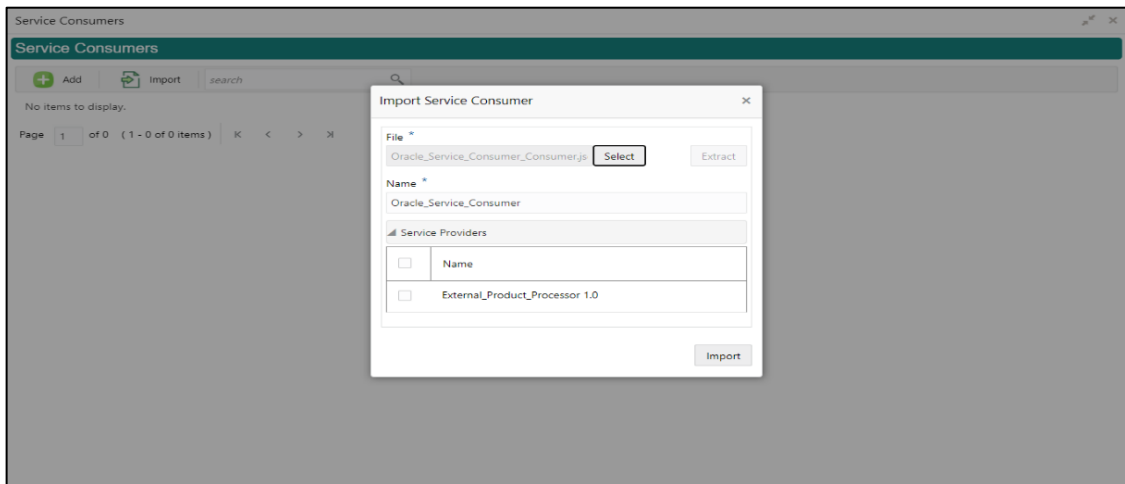 Service Consumers
Service Consumers
Add Import search
No items to display.
Page 1 of 0 (1 - 0 of 0 items) K < > >|
Import Service Consumer
File *
Oracle_Service_Consumer_Consumer.js Select Extract
Name *
Oracle_Service_Consumer
Service Providers
Name
External_Product_Processor 1.0
Import